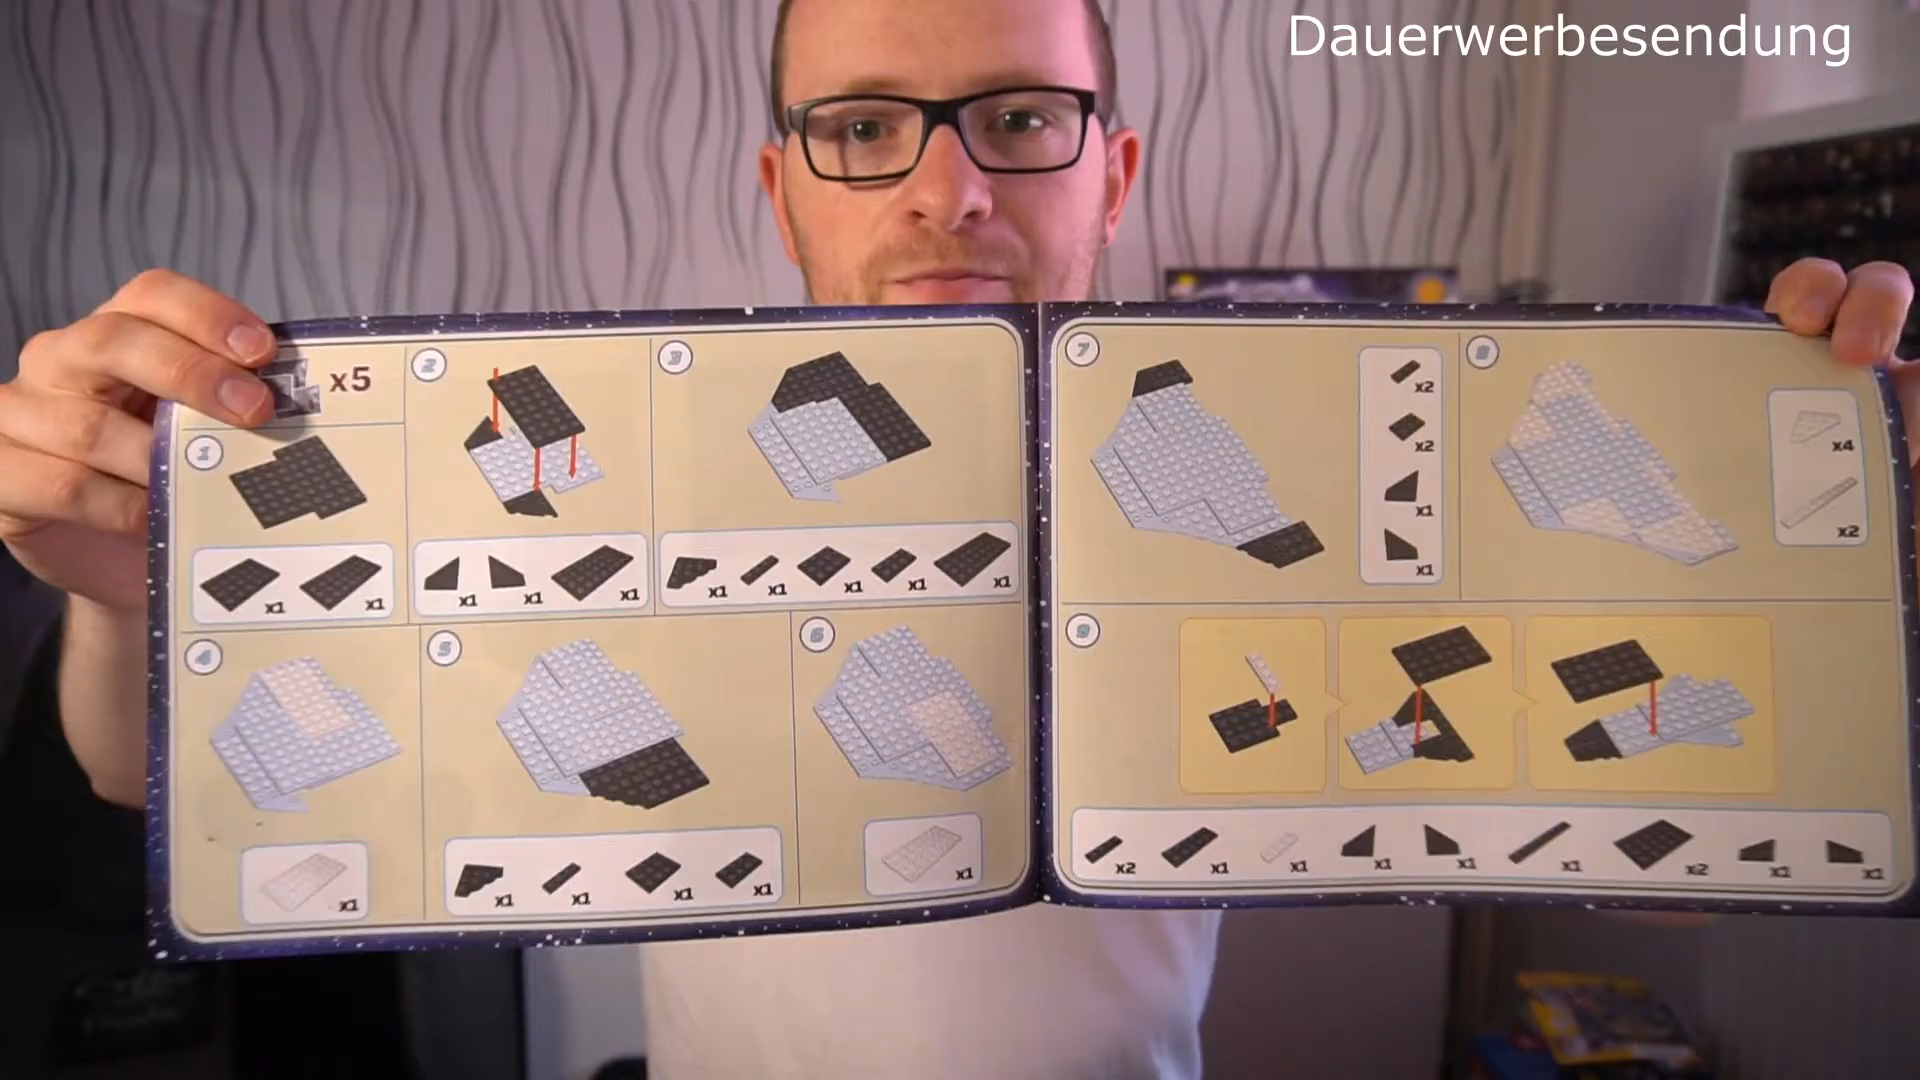 Dauerwerbesendung
x5
1
x1 x1
2
x1 x1 x1
3
x1 x1 x1 x1 x1
4
x1
5
x1 x1 x1 x1
6
x1
7
x2
x2
x1
x1
8
x4
x2
9
x2 x1 x1 x1 x1 x1 x2 x1 x1